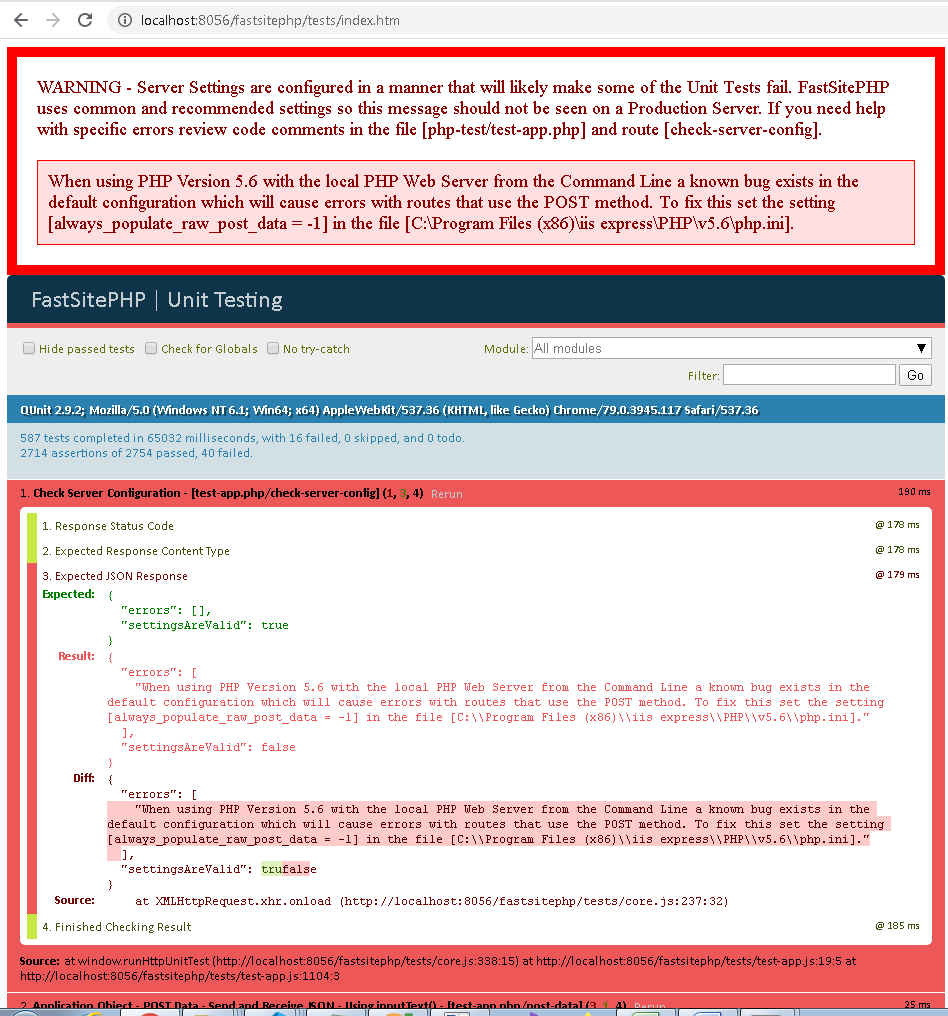 localhost:8056/fastsitephp/tests/index.htm
WARNING - Server Settings are configured in a manner that will likely make some of the Unit Tests fail. FastSitePHP
uses common and recommended settings so this message should not be seen on a Production Server. If you need help
with specific errors review code comments in the file [php-test/test-app.php] and route [check-server-config].
When using PHP Version 5.6 with the local PHP Web Server from the Command Line a known bug exists in the
default configuration which will cause errors with routes that use the POST method. To fix this set the setting
[always_populate_raw_post_data = -1] in the file [C:\Program Files (x86)\iis express\PHP\v5.6\php.ini].
FastSitePHP | Unit Testing
Hide passed tests Check for Globals No try-catch Module: All modules ▼
Filter: Go
QUnit 2.9.2; Mozilla/5.0 (Windows NT 6.1; Win64; x64) AppleWebKit/537.36 (KHTML, like Gecko) Chrome/79.0.3945.117 Safari/537.36
587 tests completed in 65032 milliseconds, with 16 failed, 0 skipped, and 0 todo.
2714 assertions of 2754 passed, 40 failed.
1. Check Server Configuration - [test-app.php/check-server-config] (1, 3, 4) Rerun 190 ms
1. Response Status Code @ 178 ms
2. Expected Response Content Type @ 178 ms
3. Expected JSON Response @ 179 ms
Expected: {
"errors": [],
"settingsAreValid": true
}
Result: {
"errors": [
"When using PHP Version 5.6 with the local PHP Web Server from the Command Line a known bug exists in the
default configuration which will cause errors with routes that use the POST method. To fix this set the setting
[always_populate_raw_post_data = -1] in the file [C:\\Program Files (x86)\\iis express\\PHP\\v5.6\\php.ini]."
],
"settingsAreValid": false
}
Diff: {
"errors": [
"When using PHP Version 5.6 with the local PHP Web Server from the Command Line a known bug exists in the
default configuration which will cause errors with routes that use the POST method. To fix this set the setting
[always_populate_raw_post_data = -1] in the file [C:\\Program Files (x86)\\iis express\\PHP\\v5.6\\php.ini]."
],
"settingsAreValid": trufalse
}
Source: at XMLHttpRequest.xhr.onload (http://localhost:8056/fastsitephp/tests/core.js:237:32)
4. Finished Checking Result @ 185 ms
Source: at window.runHttpUnitTest (http://localhost:8056/fastsitephp/tests/core.js:338:15) at http://localhost:8056/fastsitephp/tests/test-app.js:19:5 at
http://localhost:8056/fastsitephp/tests/test-app.js:1104:3
2. Application Object - POST Data - Send and Receive JSON - Using inputText() - [test-app.php/post-data] (3, 1, 4) Rerun 25 ms